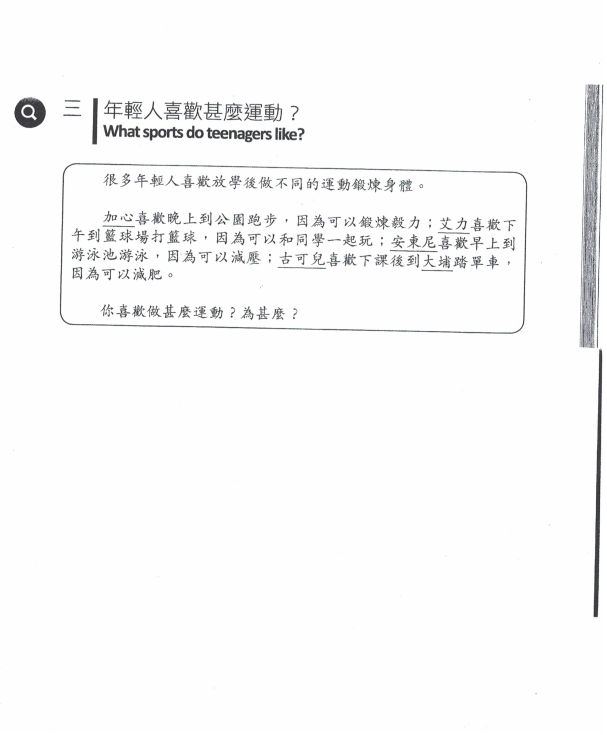 三 年輕人喜歡甚麼運動？
What sports do teenagers like?
很多年輕人喜歡放學後做不同的運動鍛煉身體。
加心喜歡晚上到公園跑步，因為可以鍛煉毅力；艾力喜歡下
午到籃球場打籃球，因為可以和同學一起玩；安東尼喜歡早上到
游泳池游泳，因為可以減壓；古可兒喜歡下課後到大埔踏單車，
因為可以減肥。
你喜歡做甚麼運動？為甚麼？